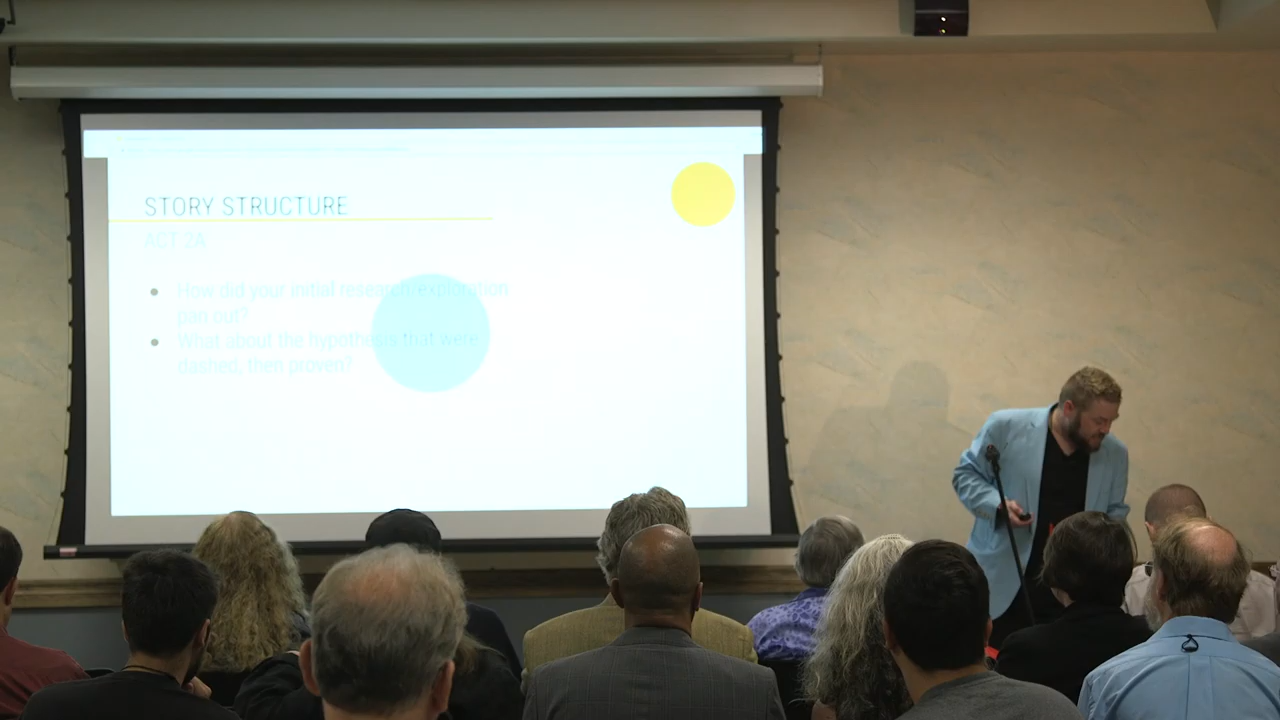 STORY STRUCTURE
ACT 2A
How did your initial research/exploration
pan out?
What about the hypothesis that were
dashed, then proven?